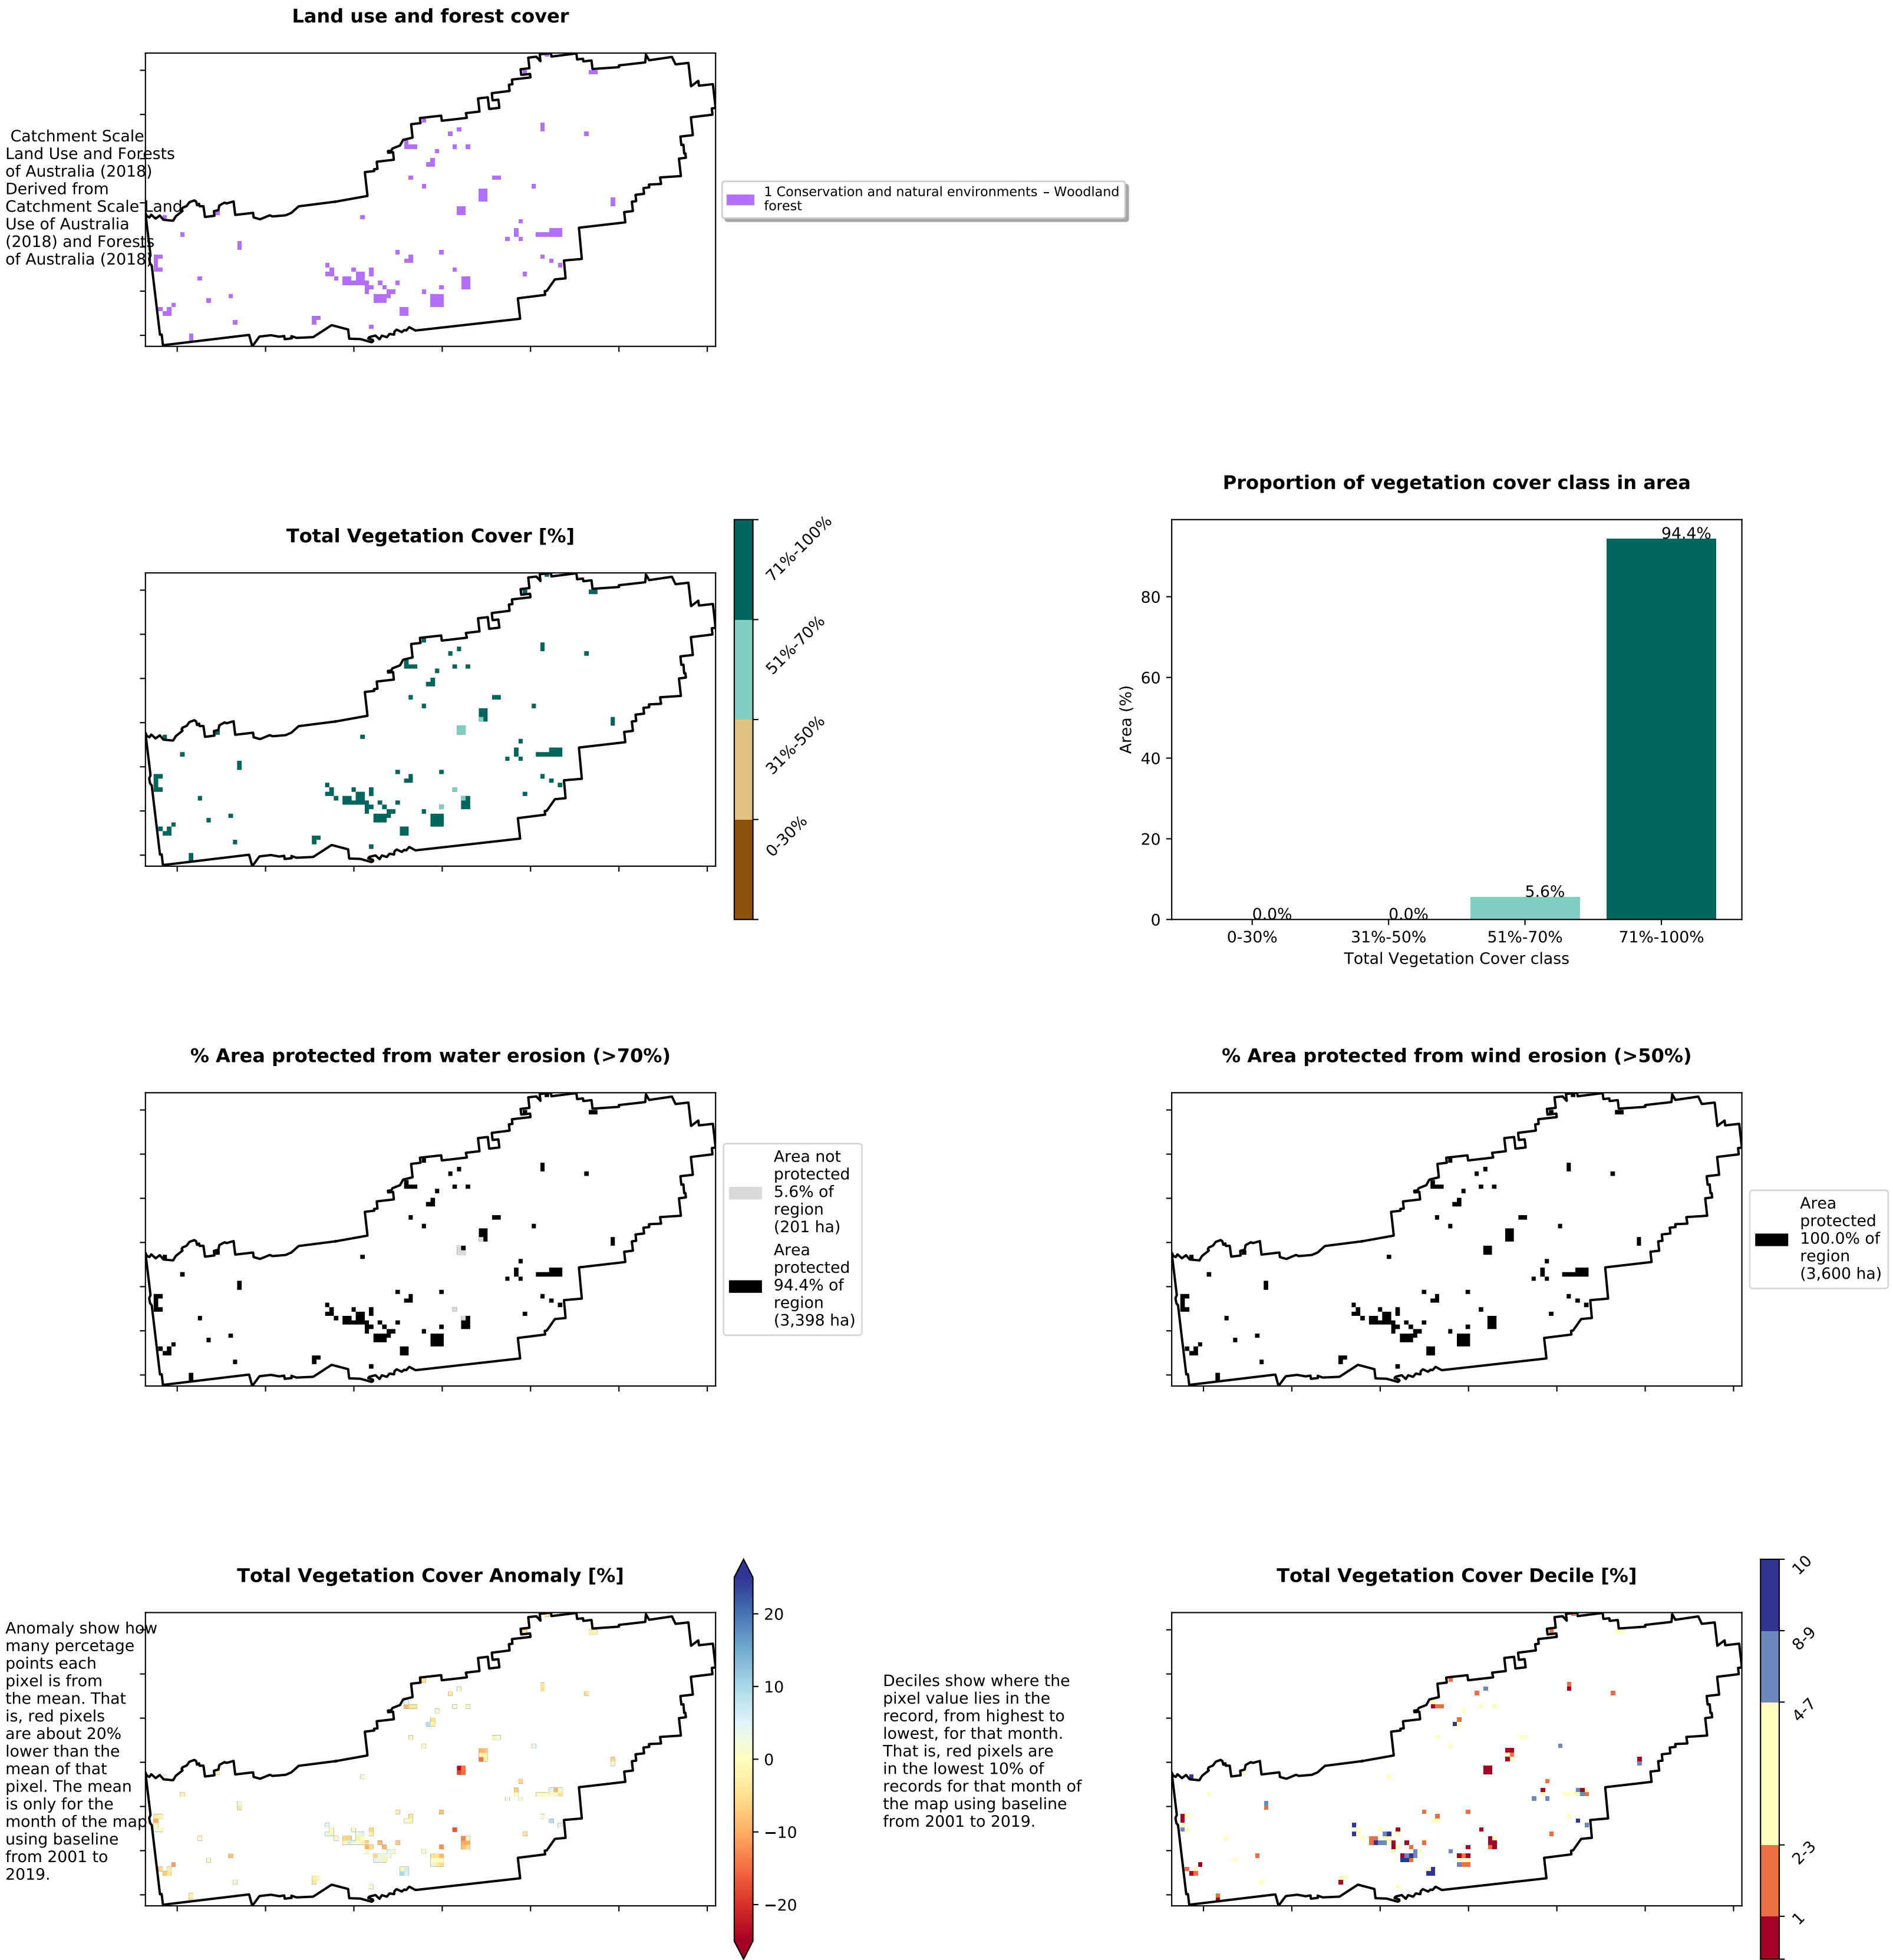 Land use and forest cover
Catchment Scale
Land Use and Forests
of Australia (2018)
Derived from
Catchment Scale Land
Use of Australia
(2018) and Forests
of Australia (2018)
1 Conservation and natural environments – Woodland
forest
Total Vegetation Cover [%]
71%-100%
51%-70%
31%-50%
0-30%
Proportion of vegetation cover class in area
Area (%)
80
60
40
20
0
0.0%
0.0%
5.6%
94.4%
0-30%
31%-50%
51%-70%
71%-100%
Total Vegetation Cover class
% Area protected from water erosion (>70%)
Area not
protected
5.6% of
region
(201 ha)
Area
protected
94.4% of
region
(3,398 ha)
% Area protected from wind erosion (>50%)
Area
protected
100.0% of
region
(3,600 ha)
Total Vegetation Cover Anomaly [%]
Anomaly show how
many percetage
points each
pixel is from
the mean. That
is, red pixels
are about 20%
lower than the
mean of that
pixel. The mean
is only for the
month of the map
using baseline
from 2001 to
2019.
20
10
0
−10
−20
Total Vegetation Cover Decile [%]
Deciles show where the
pixel value lies in the
record, from highest to
lowest, for that month.
That is, red pixels are
in the lowest 10% of
records for that month of
the map using baseline
from 2001 to 2019.
10
8-9
4-7
2-3
1